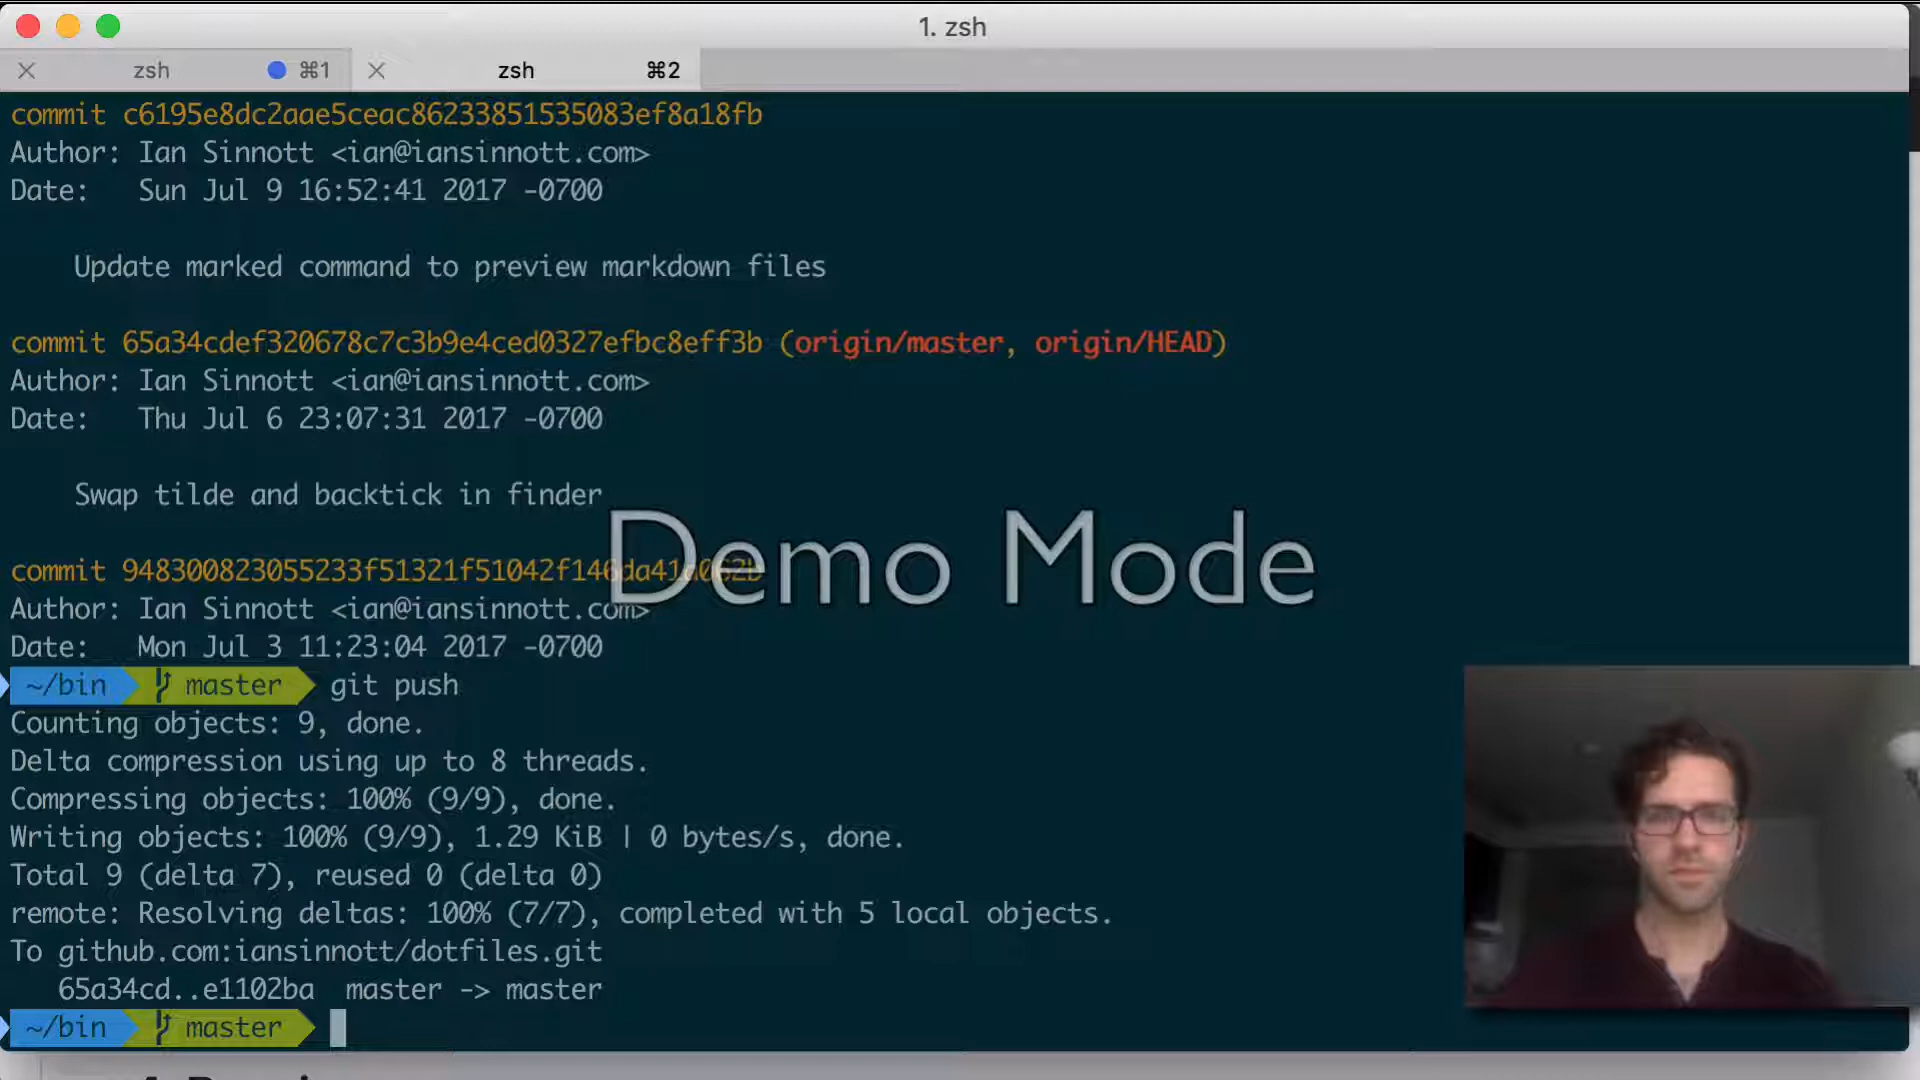 1. zsh
zsh ⌘1
zsh ⌘2
commit c6195e8dc2aae5ceac86233851535083ef8a18fb
Author: Ian Sinnott <ian@iansinnott.com>
Date:   Sun Jul 9 16:52:41 2017 -0700
Update marked command to preview markdown files
commit 65a34cdef320678c7c3b9e4ced0327efbc8eff3b (origin/master, origin/HEAD)
Author: Ian Sinnott <ian@iansinnott.com>
Date:   Thu Jul 6 23:07:31 2017 -0700
Swap tilde and backtick in finder
Demo Mode
commit
Author: Ian Sinnott <ian@iansinnott.com>
Date:   Mon Jul 3 11:23:04 2017 -0700
~/bin master git push
Counting objects: 9, done.
Delta compression using up to 8 threads.
Compressing objects: 100% (9/9), done.
Writing objects: 100% (9/9), 1.29 KiB | 0 bytes/s, done.
Total 9 (delta 7), reused 0 (delta 0)
remote: Resolving deltas: 100% (7/7), completed with 5 local objects.
To github.com:iansinnott/dotfiles.git
65a34cd..e1102ba  master -> master
~/bin master